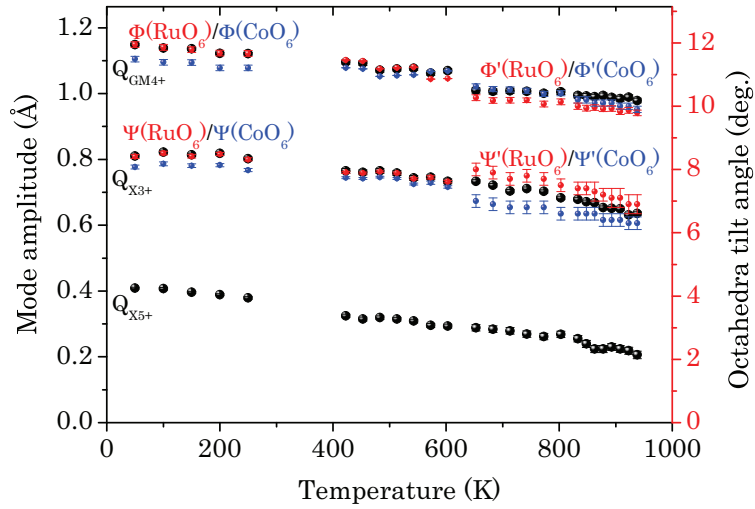 Φ(RuO6)/Φ(CoO6)
QGM4+
Φ'(RuO6)/Φ'(CoO6)
Ψ(RuO6)/Ψ(CoO6)
QX3+
Ψ'(RuO6)/Ψ'(CoO6)
QX5+
Mode amplitude (Å)
1.2
1.0
0.8
0.6
0.4
0.2
0.0
Octahedra tilt angle (deg.)
12
10
8
6
4
2
0
0 200 400 600 800 1000
Temperature (K)